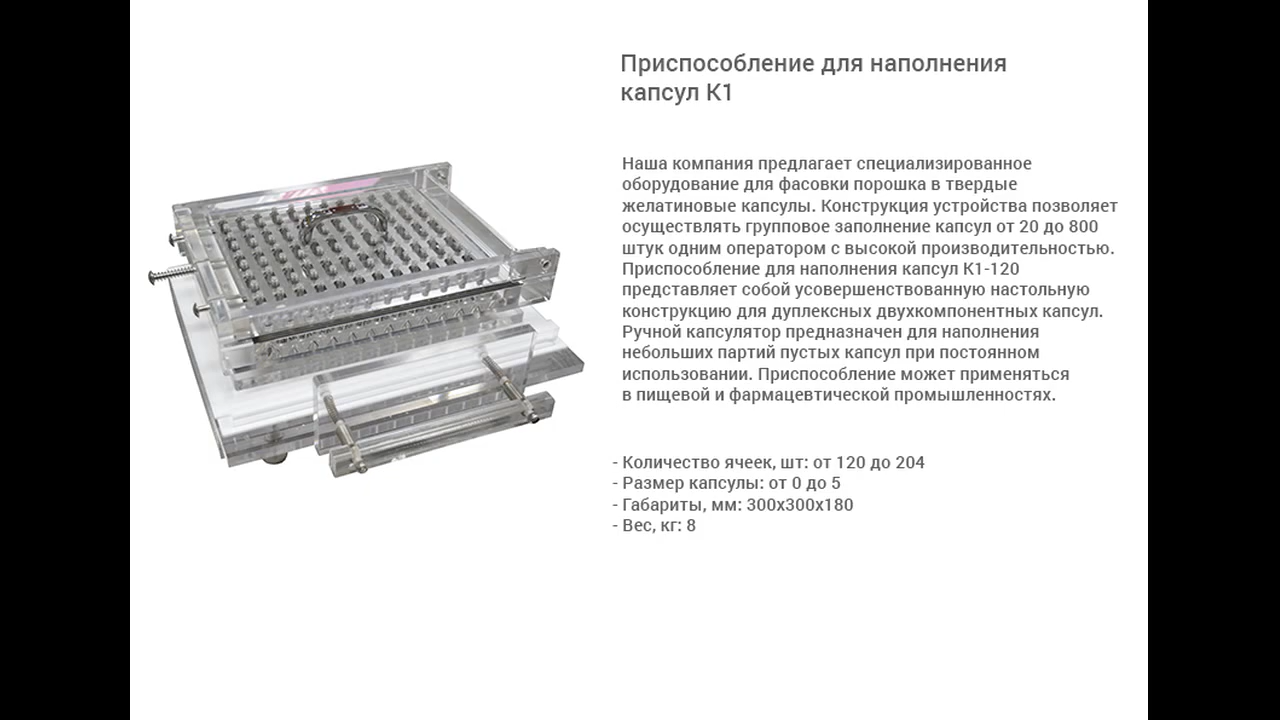 Приспособление для наполнения
капсул К1
Наша компания предлагает специализированное
оборудование для фасовки порошка в твердые
желатиновые капсулы. Конструкция устройства позволяет
осуществлять групповое заполнение капсул от 20 до 800
штук одним оператором с высокой производительностью.
Приспособление для наполнения капсул К1-120
представляет собой усовершенствованную настольную
конструкцию для дуплексных двухкомпонентных капсул.
Ручной капсулятор предназначен для наполнения
небольших партий пустых капсул при постоянном
использовании. Приспособление может применяться
в пищевой и фармацевтической промышленностях.
- Количество ячеек, шт: от 120 до 204
- Размер капсулы: от 0 до 5
- Габариты, мм: 300х300х180
- Вес, кг: 8